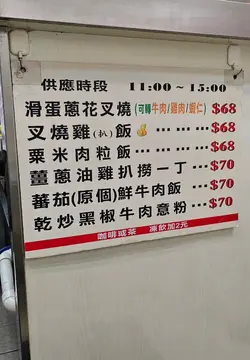 供應時段 11:00~15:00
滑蛋蔥花叉燒(可轉牛肉/雞肉/蝦仁) $68
叉燒雞(扒)飯💰...... $68
粟米肉粒飯...... $68
薑蔥油雞扒撈一丁...$70
蕃茄(原個)鮮牛肉飯 ...$70
乾炒黑椒牛肉意粉...$70
咖啡或茶 凍飲加2元